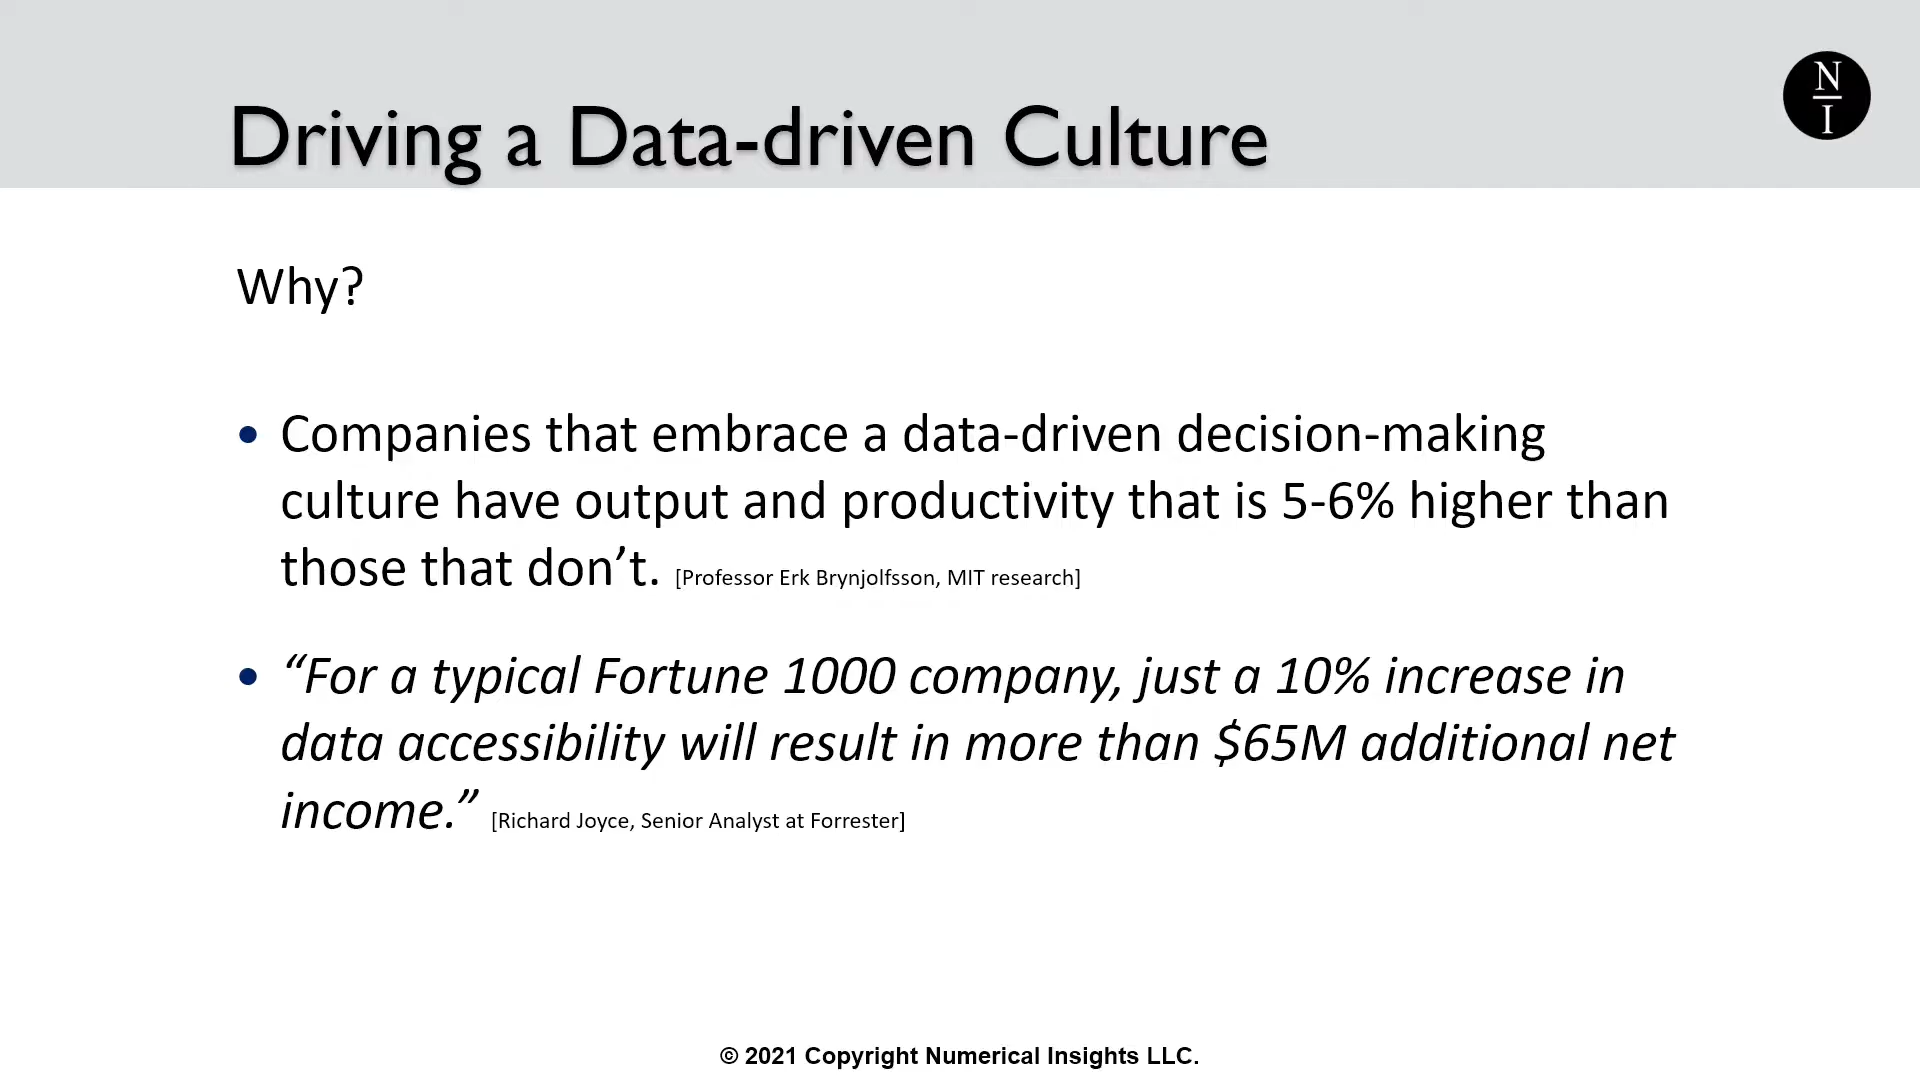 N
I
Driving a Data-driven Culture
Why?
• Companies that embrace a data-driven decision-making
culture have output and productivity that is 5-6% higher than
those that don’t. [Professor Erk Brynjolfsson, MIT research]
• “For a typical Fortune 1000 company, just a 10% increase in
data accessibility will result in more than $65M additional net
income.” [Richard Joyce, Senior Analyst at Forrester]
© 2021 Copyright Numerical Insights LLC.